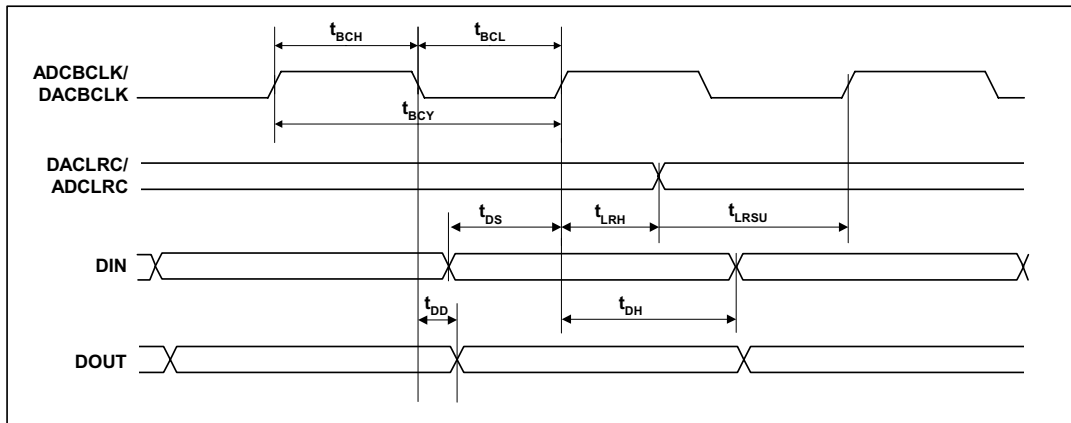 tBCH tBCL
ADCBCLK/
DACBCLK
tBCY
DACLRC/
ADCLRC
tDS tLRH tLRSU
DIN
tDD tDH
DOUT